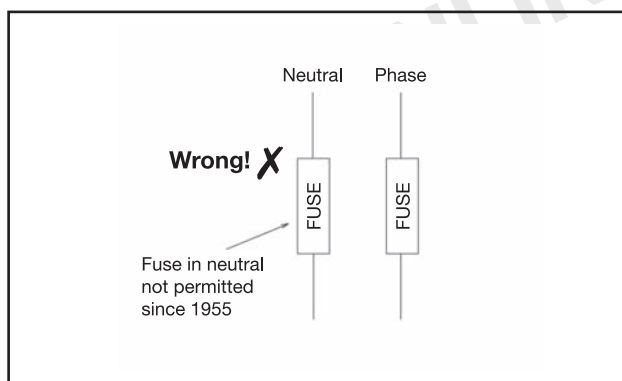 Neutral Phase
Wrong! ✗
FUSE FUSE
Fuse in neutral
not permitted
since 1955